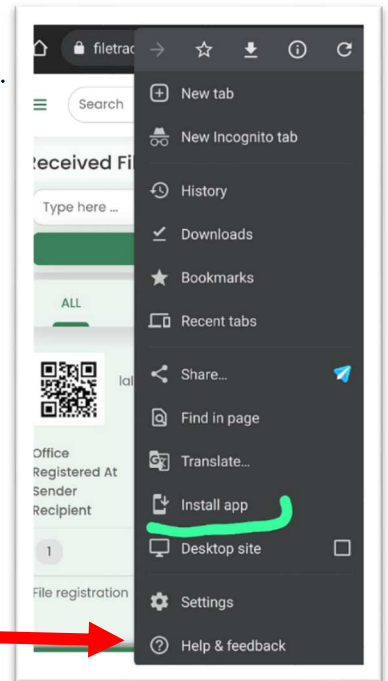 filetrac
Search
Received Fi
Type here ...
ALL
lal
Office
Registered At
Sender
Recipient
1
File registration
New tab
New Incognito tab
History
Downloads
Bookmarks
Recent tabs
Share...
Find in page
Translate...
Install app
Desktop site
Settings
Help & feedback